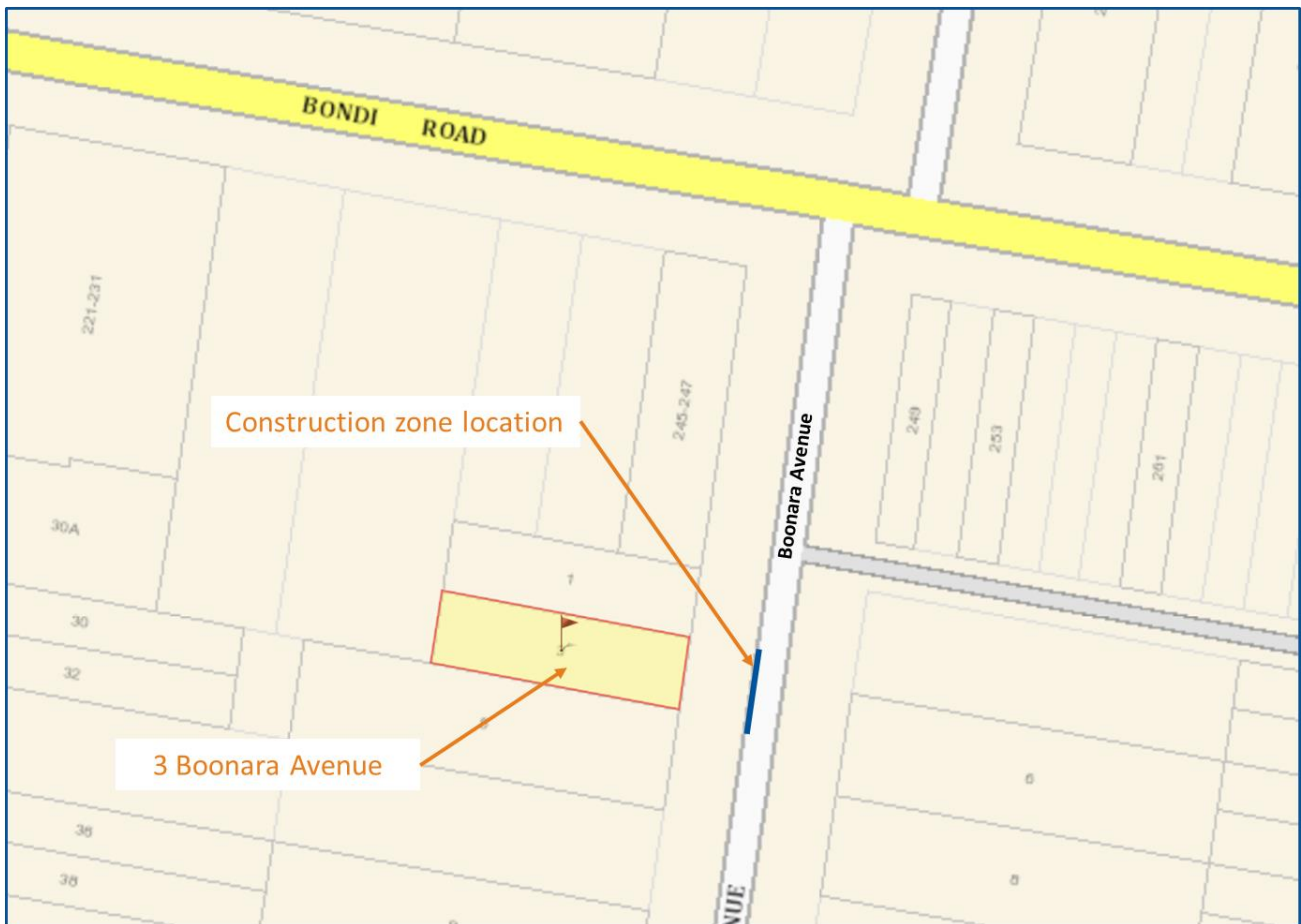 BONDI ROAD
221-231
245-247
Construction zone location
Boonara Avenue
249
253
261
30A
1
30
32
3 Boonara Avenue
6
36
38
8
NUE